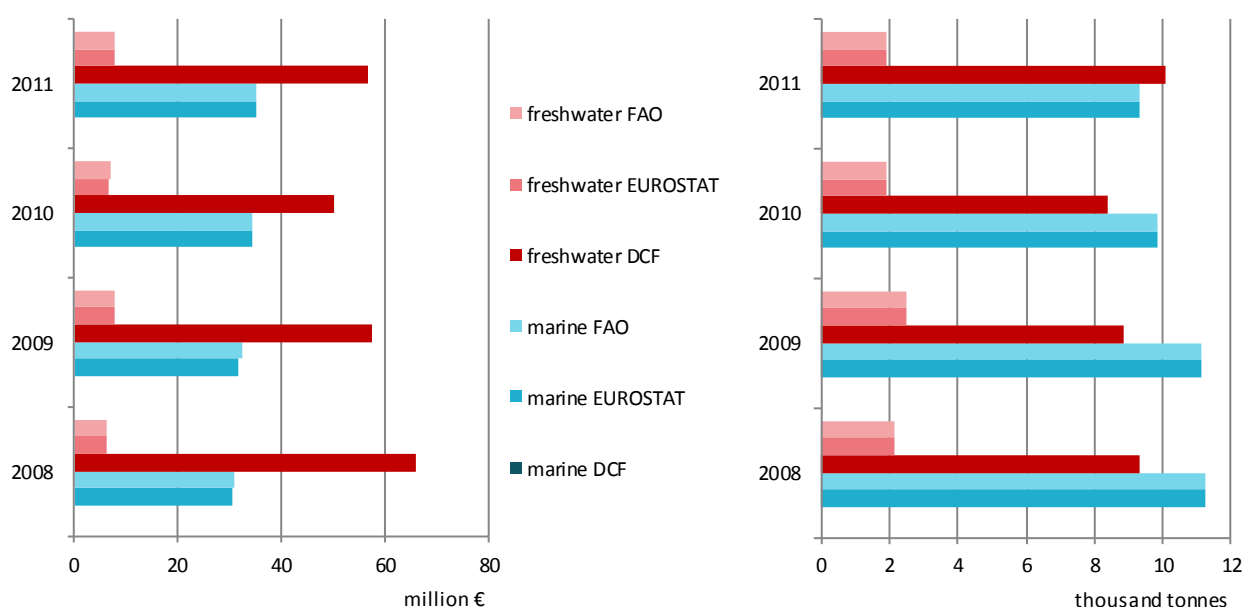 2011
2010
2009
2008
0 20 40 60 80
million €
freshwater FAO
freshwater EUROSTAT
freshwater DCF
marine FAO
marine EUROSTAT
marine DCF
2011
2010
2009
2008
0 2 4 6 8 10 12
thousand tonnes